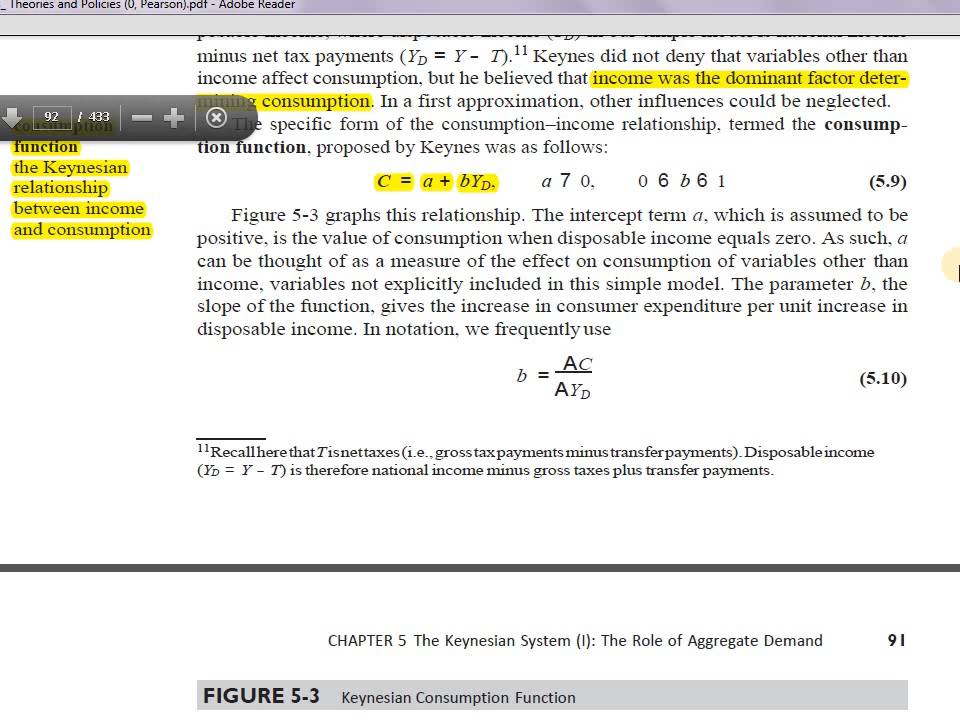 _ Theories and Policies (0, Pearson).pdf - Adobe Reader
minus net tax payments (YD = Y – T).11 Keynes did not deny that variables other than
income affect consumption, but he believed that income was the dominant factor deter-
mining consumption. In a first approximation, other influences could be neglected.
92 / 433
The specific form of the consumption–income relationship, termed the consump-
tion function, proposed by Keynes was as follows:
consumption
function
the Keynesian
relationship
between income
and consumption
C = a + bYD, a 7 0, 0 6 b 6 1 (5.9)
Figure 5-3 graphs this relationship. The intercept term a, which is assumed to be
positive, is the value of consumption when disposable income equals zero. As such, a
can be thought of as a measure of the effect on consumption of variables other than
income, variables not explicitly included in this simple model. The parameter b, the
slope of the function, gives the increase in consumer expenditure per unit increase in
disposable income. In notation, we frequently use
b = AC
AYD
(5.10)
11Recall here that T is net taxes (i.e., gross tax payments minus transfer payments). Disposable income
(YD = Y – T) is therefore national income minus gross taxes plus transfer payments.
CHAPTER 5 The Keynesian System (I): The Role of Aggregate Demand 91
FIGURE 5-3 Keynesian Consumption Function